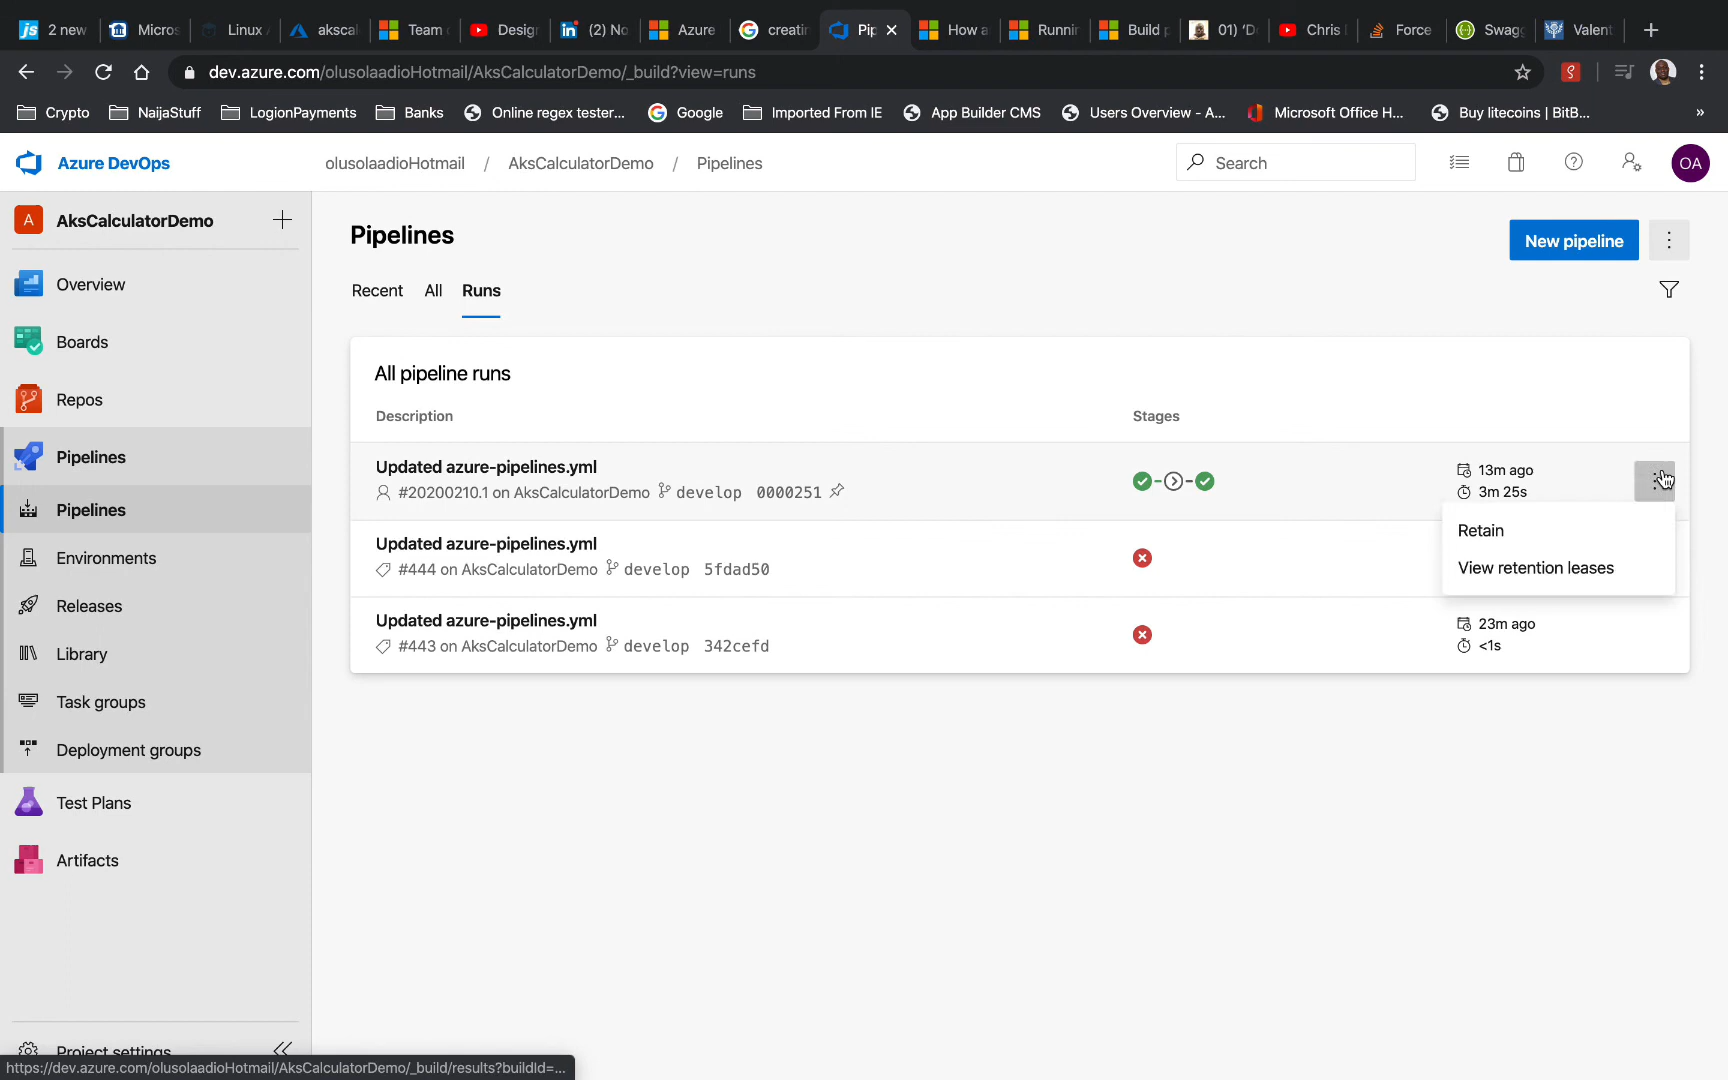 2 new
Micros
Linux
akscal
Team
Design
(2) No
Azure
creatin
Pip
How a
Runnin
Build p
01) 'De
Chris
Force
Swagg
Valent
dev.azure.com/olusolaadioHotmail/AksCalculatorDemo/_build?view=runs
Crypto
NaijaStuff
LogionPayments
Banks
Online regex tester...
Google
Imported From IE
App Builder CMS
Users Overview - A...
Microsoft Office H...
Buy litecoins | BitB...
»
Azure DevOps
olusolaadioHotmail / AksCalculatorDemo / Pipelines
Search
OA
A AksCalculatorDemo
Overview
Boards
Repos
Pipelines
Pipelines
Environments
Releases
Library
Task groups
Deployment groups
Test Plans
Artifacts
Project settings
Pipelines
New pipeline
Recent All Runs
All pipeline runs
Description Stages
Updated azure-pipelines.yml
#20200210.1 on AksCalculatorDemo develop 0000251
13m ago
3m 25s
Retain
View retention leases
Updated azure-pipelines.yml
#444 on AksCalculatorDemo develop 5fdad50
Updated azure-pipelines.yml
#443 on AksCalculatorDemo develop 342cefd
23m ago
<1s
https://dev.azure.com/olusolaadioHotmail/AksCalculatorDemo/_build/results?buildId=...